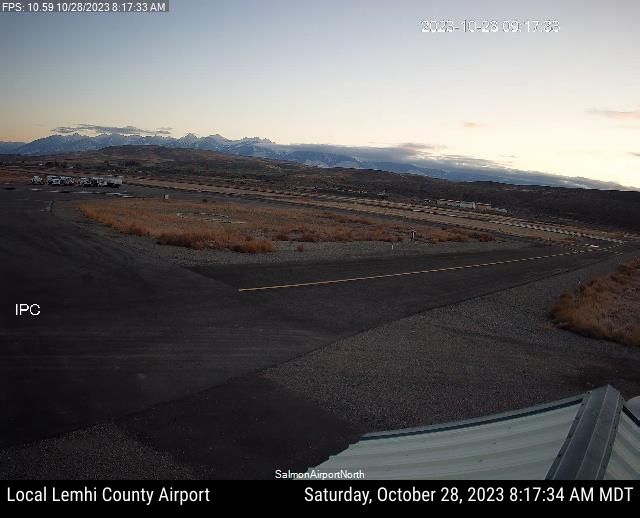 FPS: 10.59 10/28/2023 8:17:33 AM
2023-10-28 09:17:33
IPC
SalmonAirportNorth
Local Lemhi County Airport
Saturday, October 28, 2023 8:17:34 AM MDT